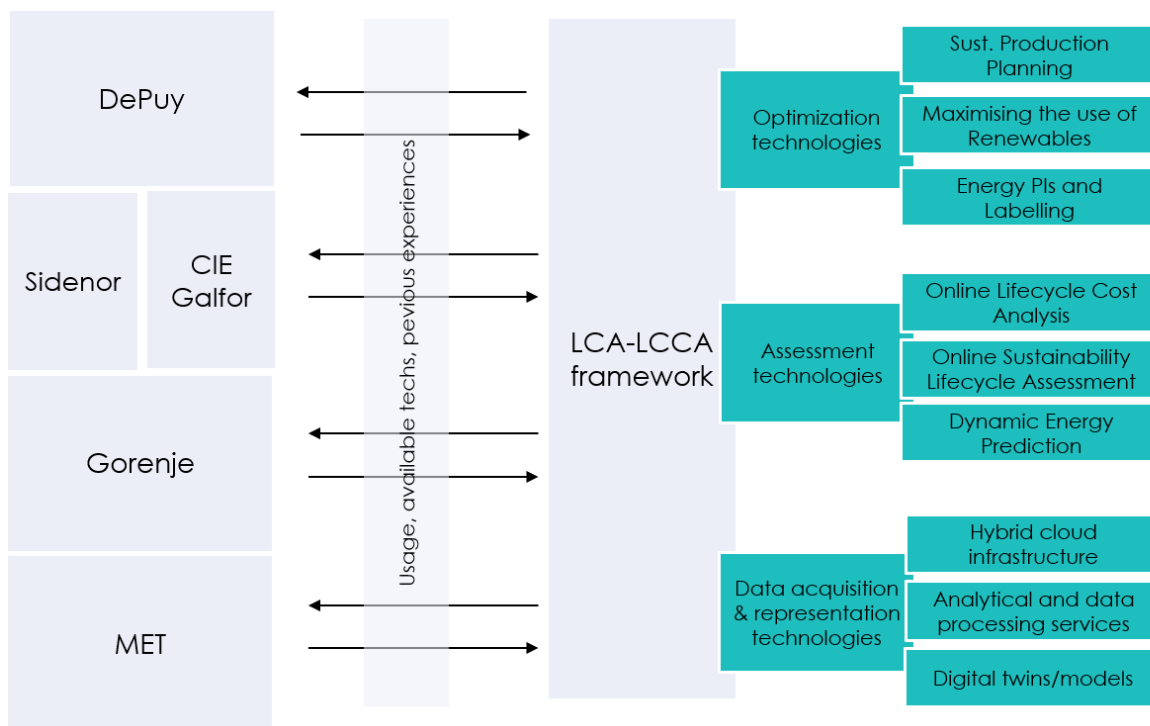 DePuy
Sidenor
CIE
Galfor
Gorenje
MET
Usage, available techs, pevious experiences
LCA-LCCA
framework
Optimization
technologies
Sust. Production
Planning
Maximising the use of
Renewables
Energy PIs and
Labelling
Assessment
technologies
Online Lifecycle Cost
Analysis
Online Sustainability
Lifecycle Assessment
Dynamic Energy
Prediction
Data acquisition
& representation
technologies
Hybrid cloud
infrastructure
Analytical and data
processing services
Digital twins/models